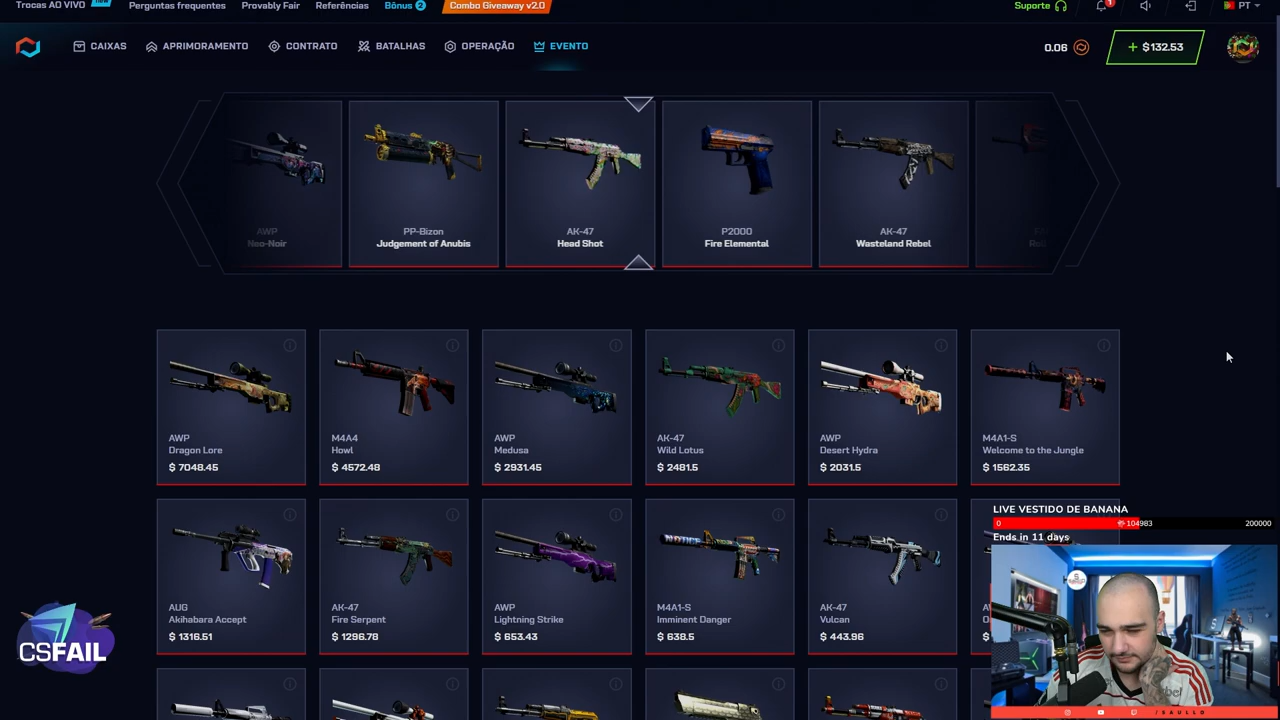 Trocas AO VIVO
Perguntas frequentes
Provably Fair
Referências
Bônus 2
Combo Giveaway v2.0
Suporte
1
PT
CAIXAS
APRIMORAMENTO
CONTRATO
BATALHAS
OPERAÇÃO
EVENTO
0.06
+ $132.53
AWP
Neo-Noir
PP-Bizon
Judgement of Anubis
AK-47
Head Shot
P2000
Fire Elemental
AK-47
Wasteland Rebel
AWP
Dragon Lore
$ 7048.45
M4A4
Howl
$ 4572.48
AWP
Medusa
$ 2931.45
AK-47
Wild Lotus
$ 2481.5
AWP
Desert Hydra
$ 2031.5
M4A1-S
Welcome to the Jungle
$ 1562.35
AUG
Akihabara Accept
$ 1316.51
AK-47
Fire Serpent
$ 1296.78
AWP
Lightning Strike
$ 653.43
M4A1-S
Imminent Danger
$ 638.5
AK-47
Vulcan
$ 443.96
LIVE VESTIDO DE BANANA
0
104983
200000
Ends in 11 days
CSFAIL
/SAULLO